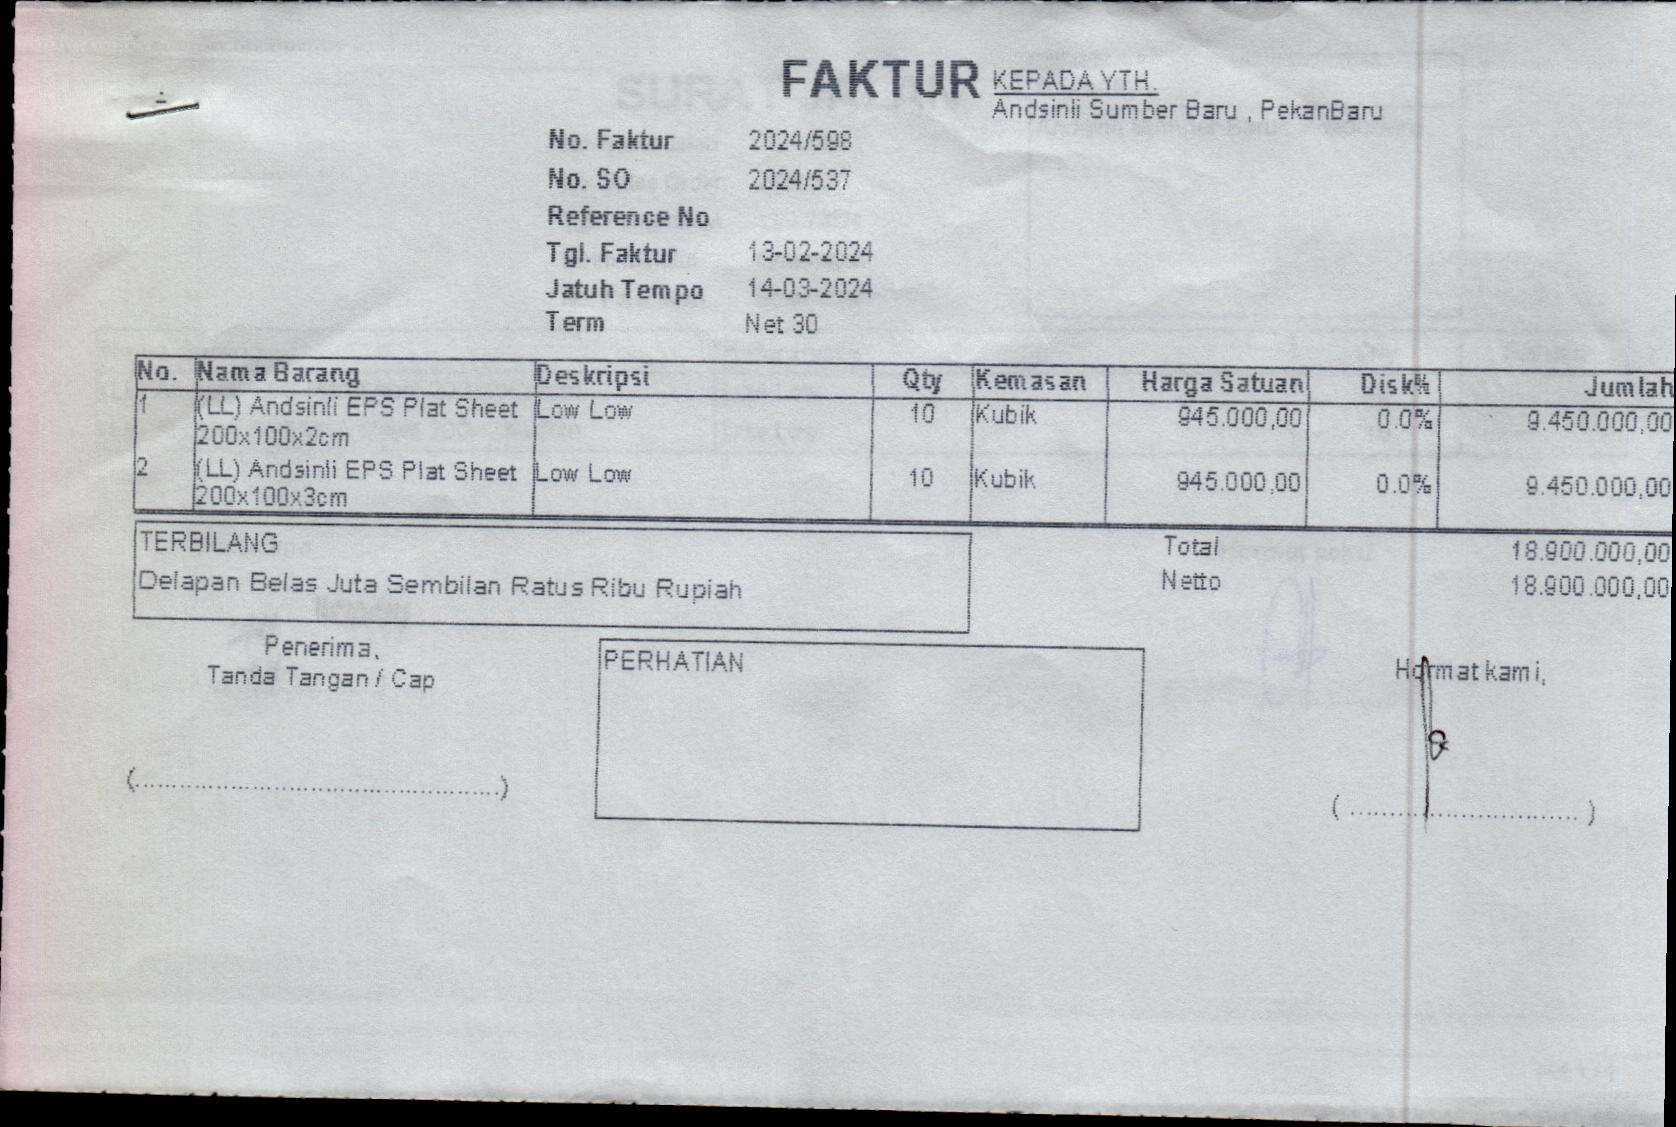 FAKTUR
KEPADA YTH.
Andsinli Sumber Baru , PekanBaru
No. Faktur 2024/598
No. SO 2024/537
Reference No
Tgl. Faktur 13-02-2024
Jatuh Tempo 14-03-2024
Term Net 30
No. Nama Barang Deskripsi Qty Kemasan Harga Satuan Disk% Jumlah
1 (LL) Andsinli EPS Plat Sheet Low Low 10 Kubik 945.000,00 0.0% 9.450.000,00
200x100x2cm
2 (LL) Andsinli EPS Plat Sheet Low Low 10 Kubik 945.000,00 0.0% 9.450.000,00
200x100x3cm
TERBILANG
Delapan Belas Juta Sembilan Ratus Ribu Rupiah
Total 18.900.000,00
Netto 18.900.000,00
Penerima,
Tanda Tangan / Cap
(................................................)
PERHATIAN
Hormat kami,
( .............................. )